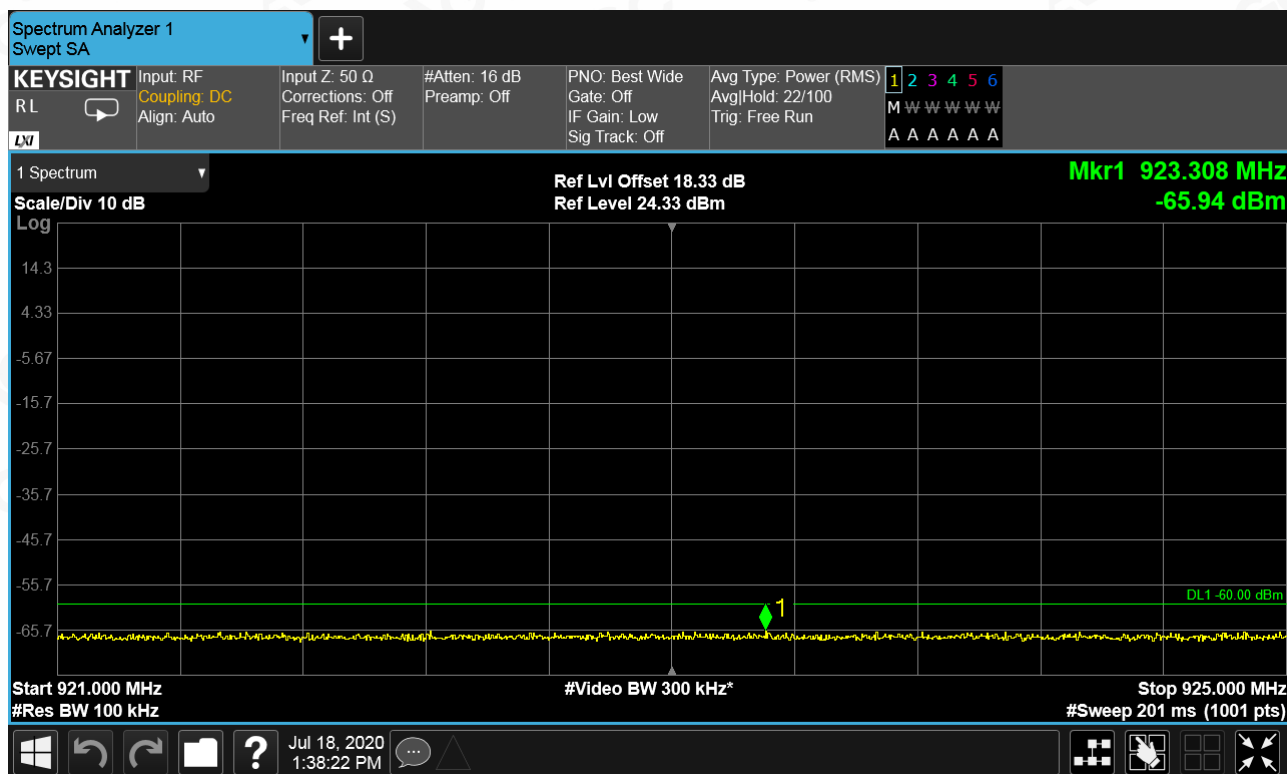 Spectrum Analyzer 1
Swept SA
+
KEYSIGHT Input: RF Input Z: 50 Ω #Atten: 16 dB PNO: Best Wide Avg Type: Power (RMS) 1 2 3 4 5 6
RL Coupling: DC Corrections: Off Preamp: Off Gate: Off Avg|Hold: 22/100 M W W W W W
Align: Auto Freq Ref: Int (S) IF Gain: Low Trig: Free Run
LXI Sig Track: Off A A A A A A
1 Spectrum Ref Lvl Offset 18.33 dB Mkr1 923.308 MHz
Scale/Div 10 dB Ref Level 24.33 dBm -65.94 dBm
Log
14.3
4.33
-5.67
-15.7
-25.7
-35.7
-45.7
-55.7
DL1 -60.00 dBm
1
-65.7
Start 921.000 MHz #Video BW 300 kHz* Stop 925.000 MHz
#Res BW 100 kHz #Sweep 201 ms (1001 pts)
? Jul 18, 2020
1:38:22 PM